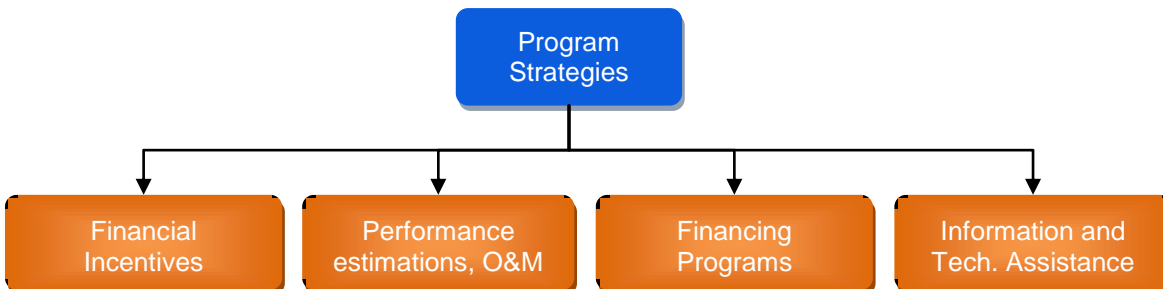 Program
Strategies
Financial
Incentives
Performance
estimations, O&M
Financing
Programs
Information and
Tech. Assistance